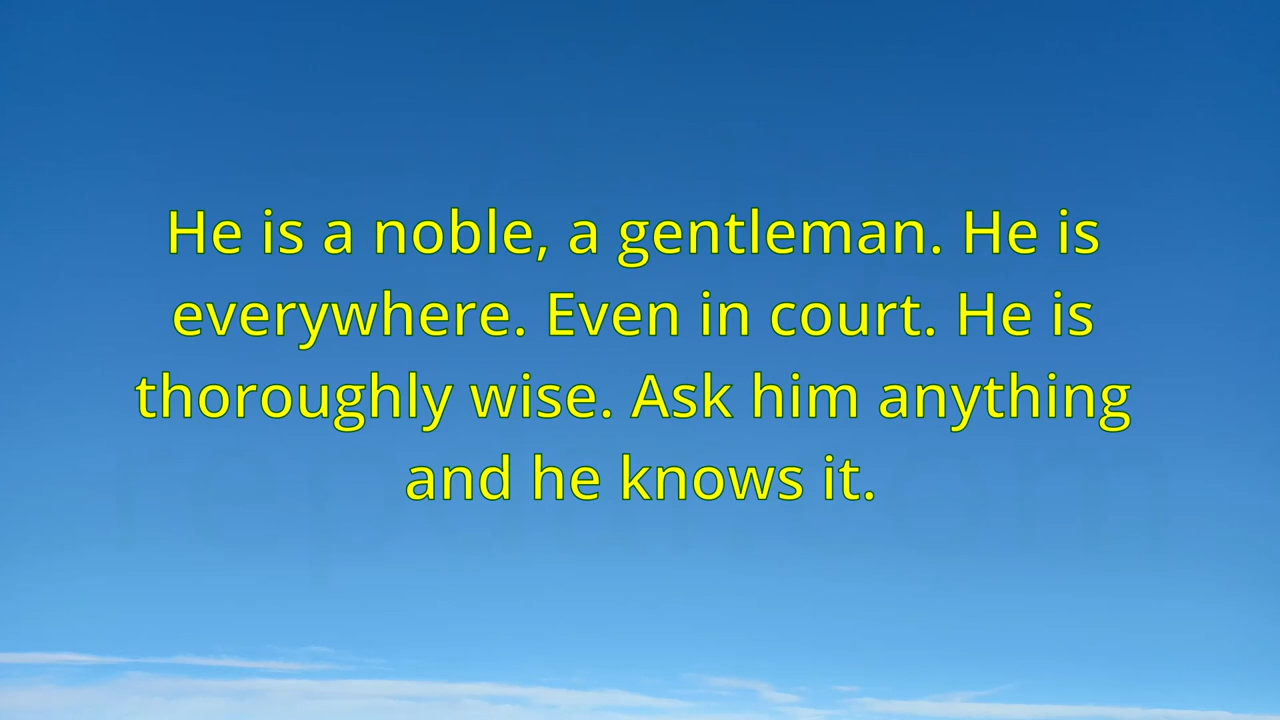 He is a noble, a gentleman. He is
everywhere. Even in court. He is
thoroughly wise. Ask him anything
and he knows it.